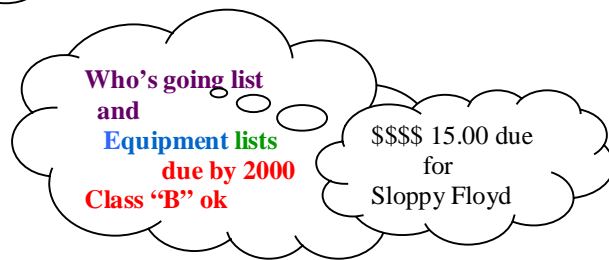 Who's going list
and
Equipment lists
due by 2000
Class “B” ok
$$$$ 15.00 due
for
Sloppy Floyd